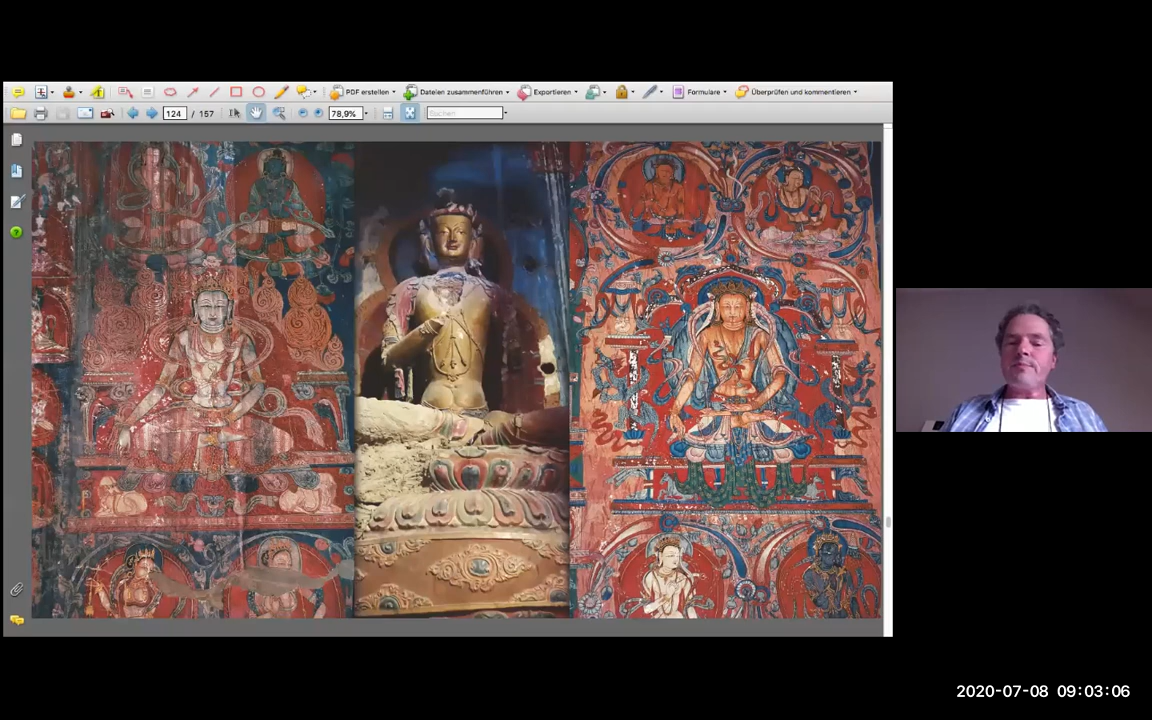 PDF erstellen Dateien zusammenführen Exportieren Formulare Überprüfen und kommentieren
124 / 157 78,9% Suchen
2020-07-08 09:03:06